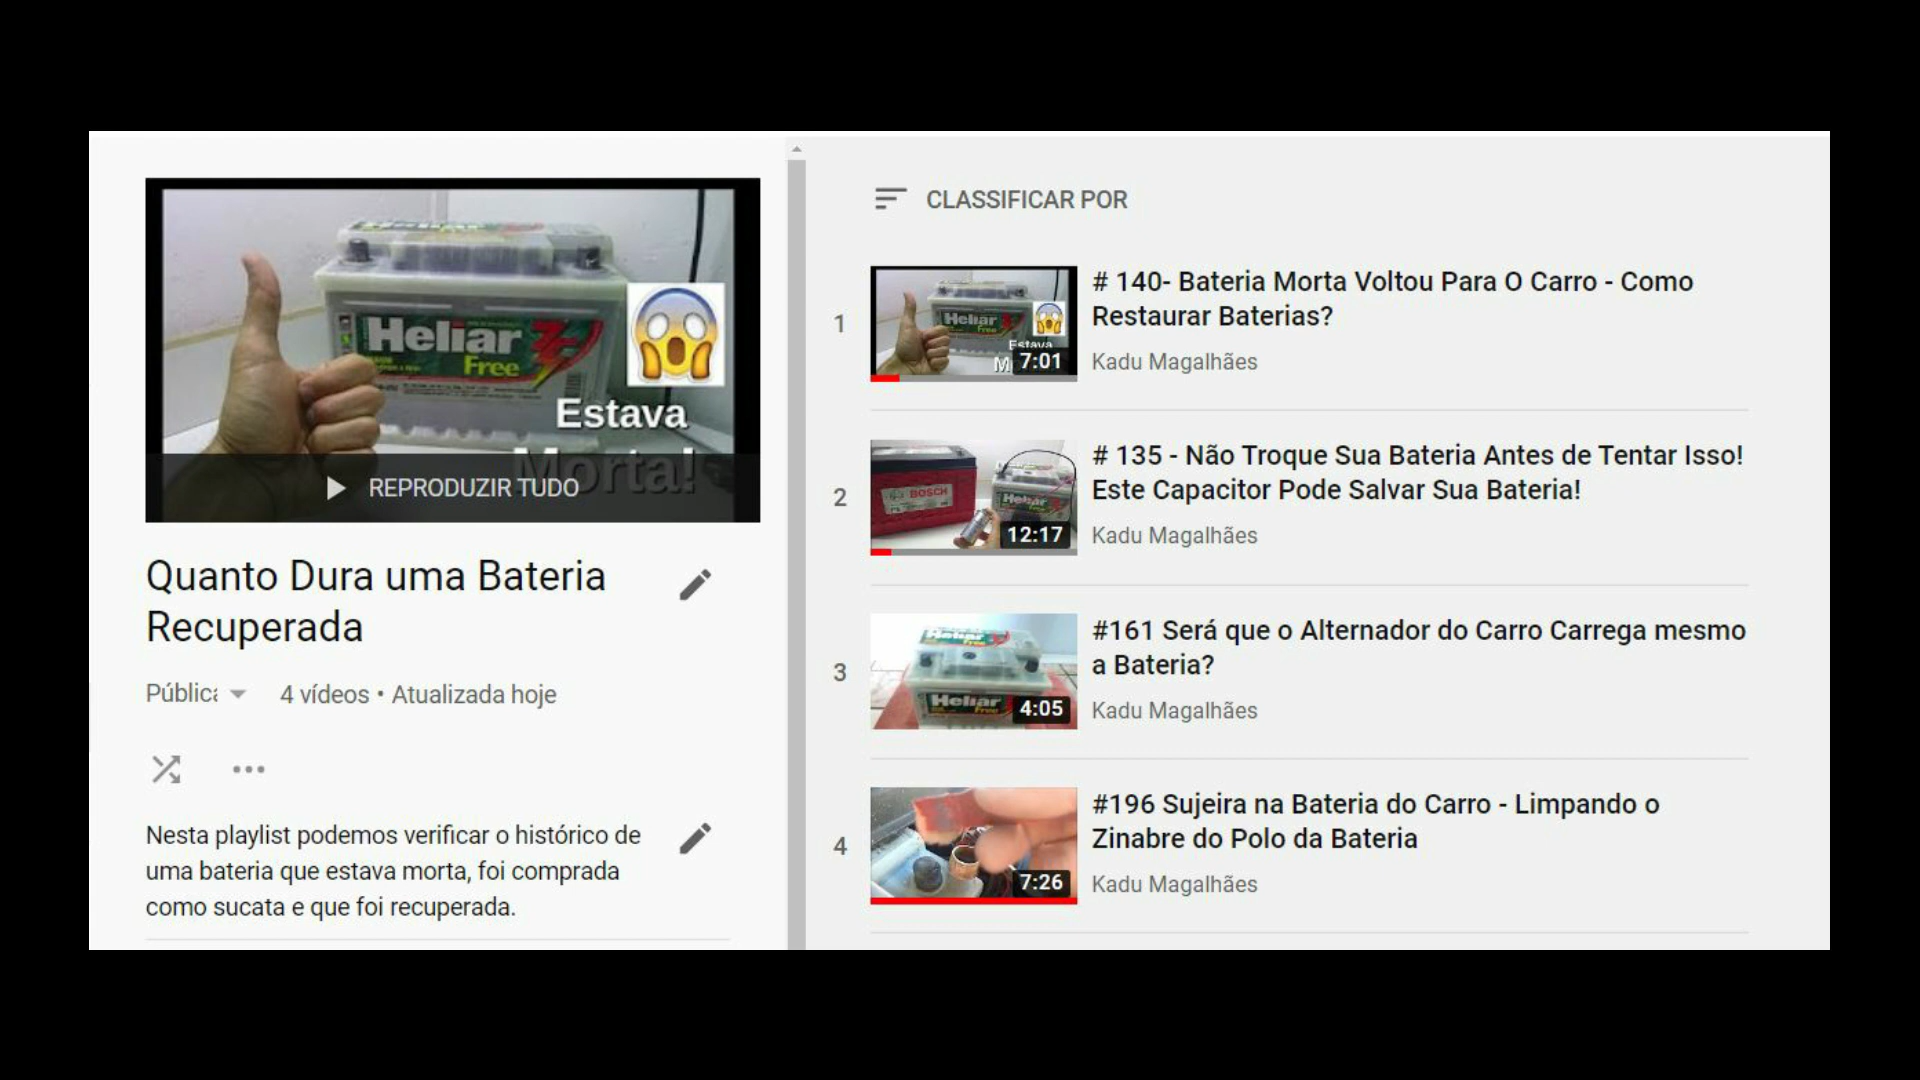 Heliar
Free
Estava
Morta!
REPRODUZIR TUDO
Quanto Dura uma Bateria
Recuperada
Pública
4 vídeos • Atualizada hoje
Nesta playlist podemos verificar o histórico de
uma bateria que estava morta, foi comprada
como sucata e que foi recuperada.
CLASSIFICAR POR
1
Heliar
Free
Estava
M
7:01
# 140- Bateria Morta Voltou Para O Carro - Como
Restaurar Baterias?
Kadu Magalhães
2
BOSCH
Heliar
12:17
# 135 - Não Troque Sua Bateria Antes de Tentar Isso!
Este Capacitor Pode Salvar Sua Bateria!
Kadu Magalhães
3
Heliar
Free
4:05
#161 Será que o Alternador do Carro Carrega mesmo
a Bateria?
Kadu Magalhães
4
7:26
#196 Sujeira na Bateria do Carro - Limpando o
Zinabre do Polo da Bateria
Kadu Magalhães